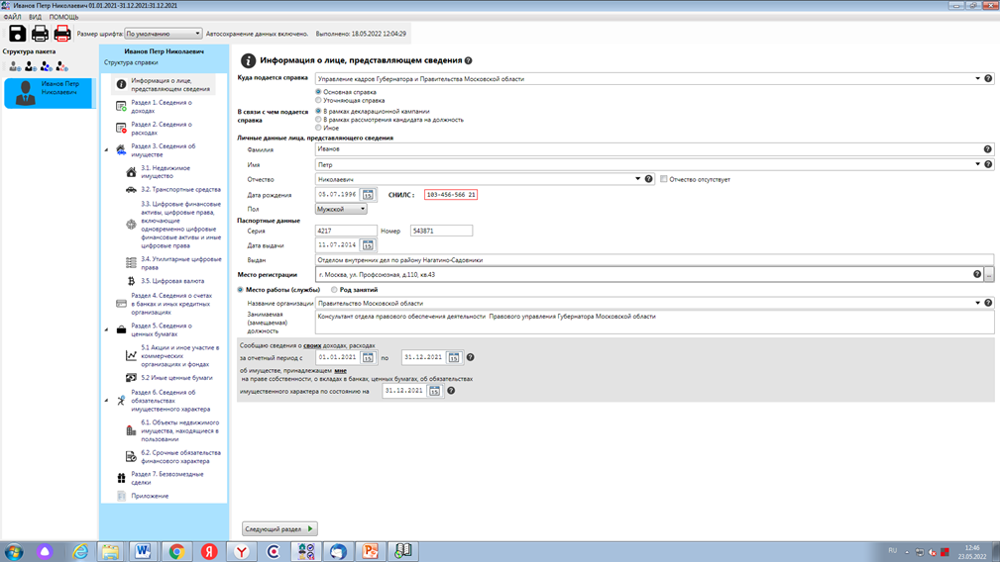 Иванов Петр Николаевич 01.01.2021-31.12.2021:31.12.2021
ФАЙЛ ВИД ПОМОЩЬ
Размер шрифта: По умолчанию Автосохранение данных включено. Выполнено: 18.05.2022 12:04:29
Структура пакета
Иванов Петр Николаевич
Иванов Петр Николаевич
Структура справки
Информация о лице,
представляющем сведения
Раздел 1. Сведения о
доходах
Раздел 2. Сведения о
расходах
Раздел 3. Сведения об
имуществе
3.1. Недвижимое
имущество
3.2. Транспортные средства
3.3. Цифровые финансовые
активы, цифровые права,
включающие
одновременно цифровые
финансовые активы и иные
цифровые права
3.4. Утилитарные цифровые
права
3.5. Цифровая валюта
Раздел 4. Сведения о счетах
в банках и иных кредитных
организациях
Раздел 5. Сведения о
ценных бумагах
5.1 Акции и иное участие в
коммерческих
организациях и фондах
5.2 Иные ценные бумаги
Раздел 6. Сведения об
обязательствах
имущественного характера
6.1. Объекты недвижимого
имущества, находящиеся в
пользовании
6.2. Срочные обязательства
финансового характера
Раздел 7. Безвозмездные
сделки
Приложение
Информация о лице, представляющем сведения
Куда подается справка Управление кадров Губернатора и Правительства Московской области
Основная справка
Уточняющая справка
В связи с чем подается
справка
В рамках декларационной кампании
В рамках рассмотрения кандидата на должность
Иное
Личные данные лица, представляющего сведения
Фамилия Иванов
Имя Петр
Отчество Николаевич Отчество отсутствует
Дата рождения 05.07.1996 15 СНИЛС : 103-456-566 21
Пол Мужской
Паспортные данные
Серия 4217 Номер 543871
Дата выдачи 11.07.2014 15
Выдан Отделом внутренних дел по району Нагатино-Садовники
Место регистрации г. Москва, ул. Профсоюзная, д.110, кв.43 ...
Место работы (службы) Род занятий
Название организации Правительство Московской области
Занимаемая
(замещаемая)
должность
Консультант отдела правового обеспечения деятельности Правового управления Губернатора Московской области
Сообщаю сведения о своих доходах, расходах
за отчетный период с 01.01.2021 15 по 31.12.2021 15
об имуществе, принадлежащем мне
на праве собственности, о вкладах в банках, ценных бумагах, об обязательствах
имущественного характера по состоянию на 31.12.2021 15
Следующий раздел
RU 12:46
23.05.2022